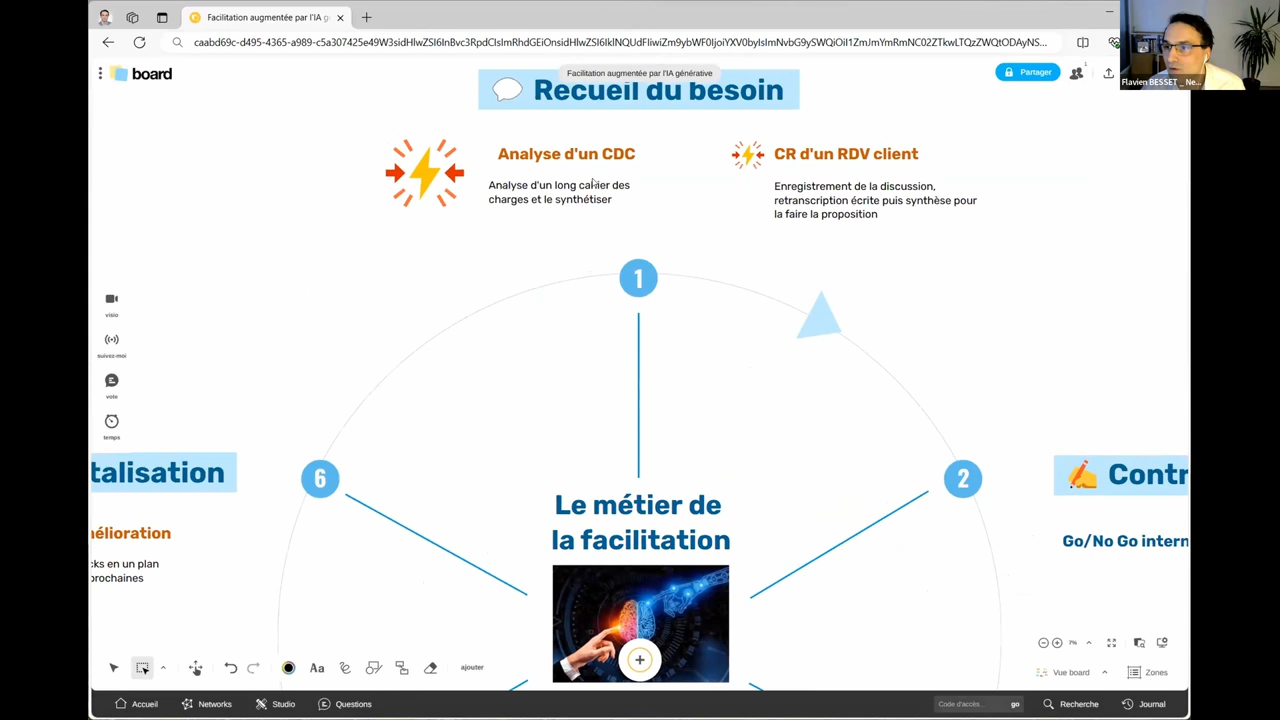 Facilitation augmentée par l'IA g
caabd69c-d495-4365-a989-c5a307425e49W3sidHlwZSI6InBvc3RpdCIsImRhdGEiOnsidHlwZSI6IklNQUdFIiwiZm9ybWF0IjoiYXV0byIsImNvbG9ySWQiOiI1ZmJmYmRmNC02ZTkwLTQzZWQtODAyNS...
board
Facilitation augmentée par l'IA générative
Partager
1
Flavien BESSET _ Ne...
Recueil du besoin
Analyse d'un CDC
Analyse d'un long cahier des
charges et le synthétiser
CR d'un RDV client
Enregistrement de la discussion,
retranscription écrite puis synthèse pour
la faire la proposition
1
visio
suivez-moi
vote
temps
talisation
6
2
Contr
mélioration
cks en un plan
prochaines
Le métier de
la facilitation
Go/No Go intern
7%
Aa
ajouter
Vue board
Zones
Accueil
Networks
Studio
Questions
Code d'accès...
go
Recherche
Journal